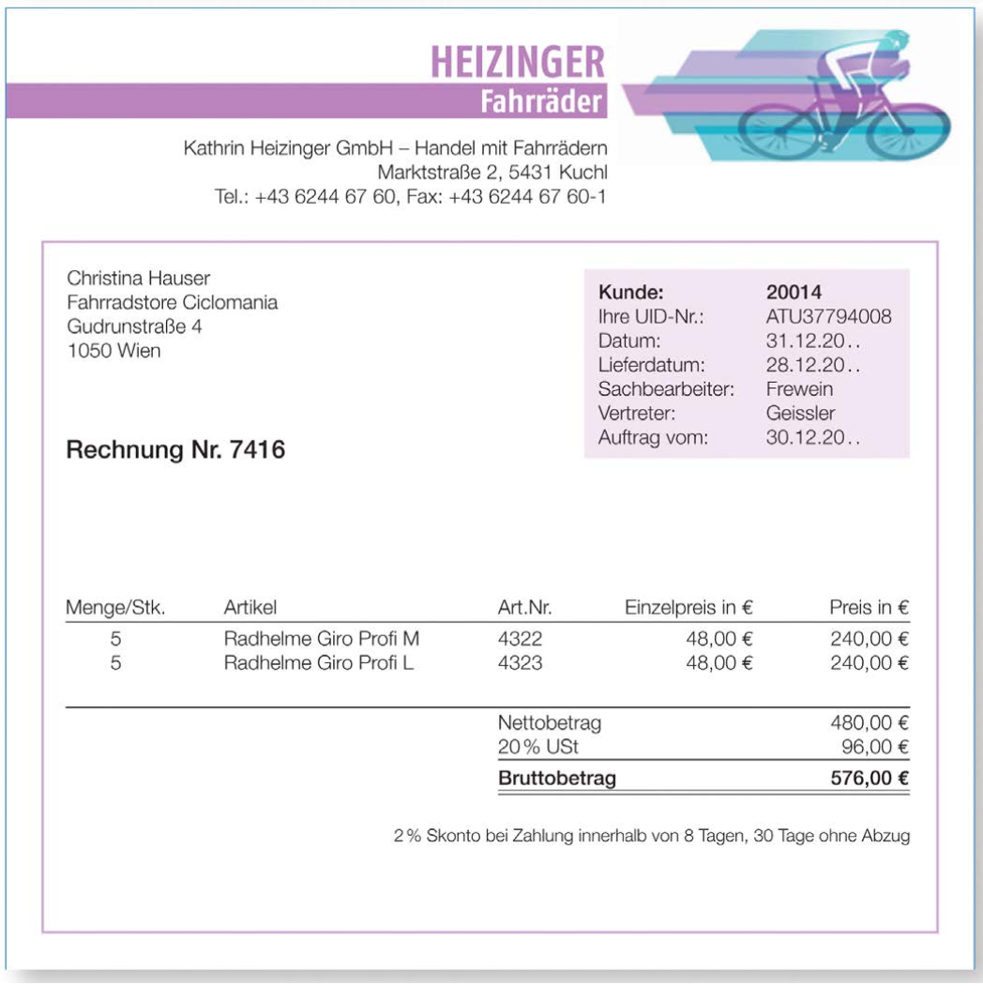 HEIZINGER
Fahrräder
Kathrin Heizinger GmbH – Handel mit Fahrrädern
Marktstraße 2, 5431 Kuchl
Tel.: +43 6244 67 60, Fax: +43 6244 67 60-1
Christina Hauser
Fahrradstore Ciclomania
Gudrunstraße 4
1050 Wien
Kunde: 20014
Ihre UID-Nr.: ATU37794008
Datum: 31.12.20..
Lieferdatum: 28.12.20..
Sachbearbeiter: Frewein
Vertreter: Geissler
Auftrag vom: 30.12.20..
Rechnung Nr. 7416
Menge/Stk. Artikel Art.Nr. Einzelpreis in € Preis in €
5 Radhelme Giro Profi M 4322 48,00 € 240,00 €
5 Radhelme Giro Profi L 4323 48,00 € 240,00 €
Nettobetrag 480,00 €
20 % USt 96,00 €
Bruttobetrag 576,00 €
2 % Skonto bei Zahlung innerhalb von 8 Tagen, 30 Tage ohne Abzug